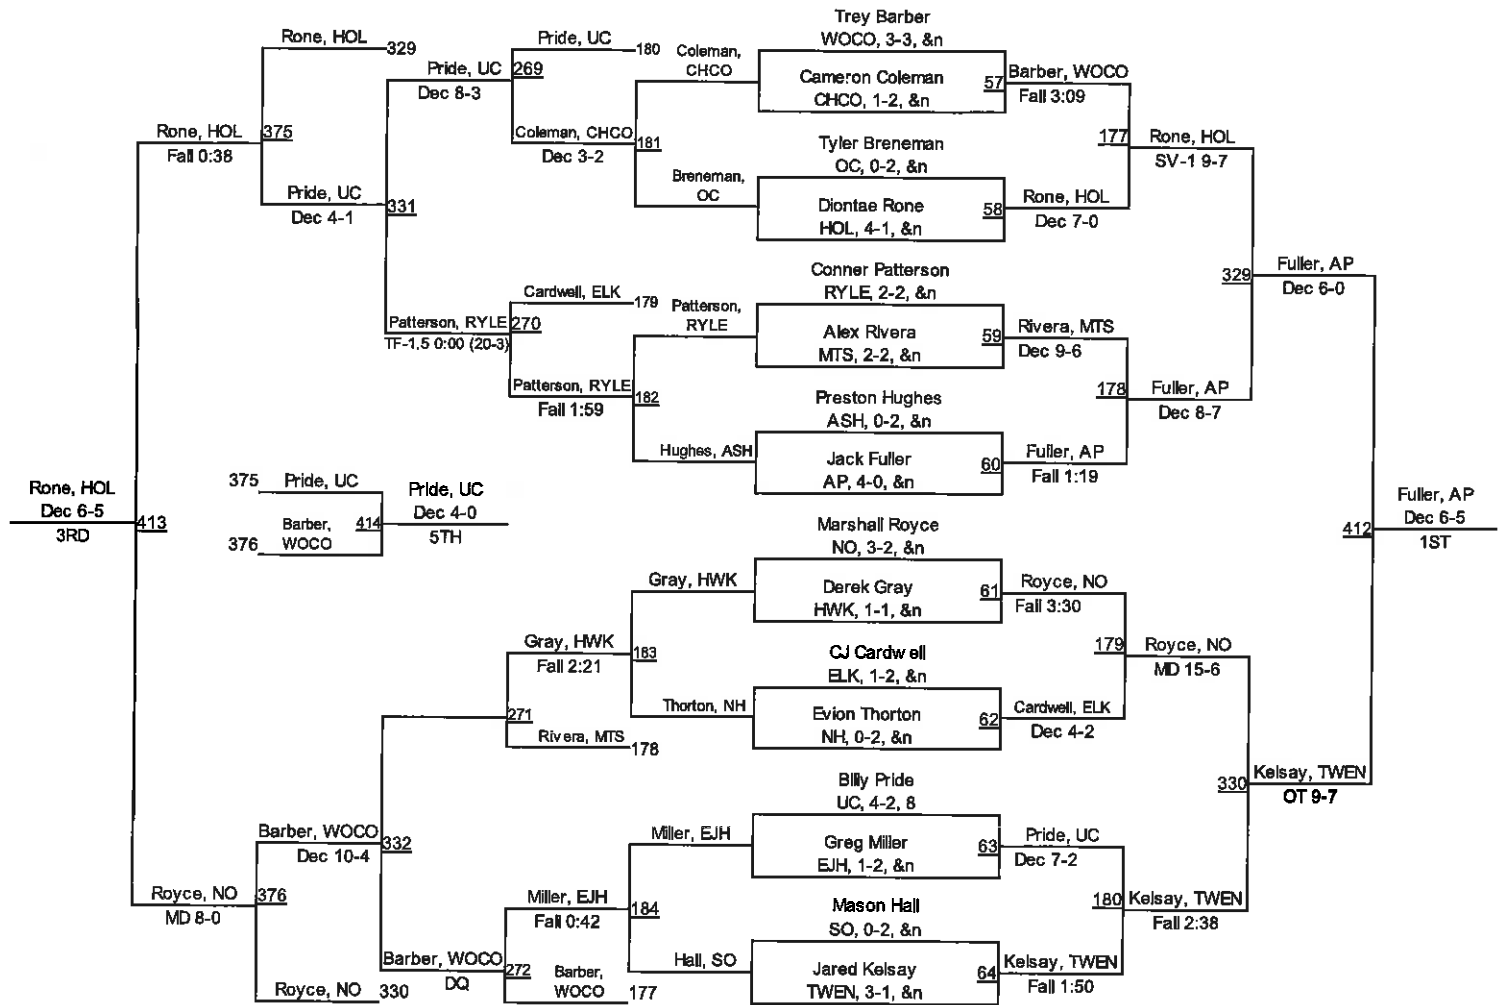 Trey Barber
WOCO, 3-3, &n
Cameron Coleman
CHCO, 1-2, &n
57
Barber, WOCO
Fall 3:09
Tyler Breneman
OC, 0-2, &n
Diontae Rone
HOL, 4-1, &n
58
Rone, HOL
Dec 7-0
177
Rone, HOL
SV-1 9-7
Conner Patterson
RYLE, 2-2, &n
Alex Rivera
MTS, 2-2, &n
59
Rivera, MTS
Dec 9-6
Preston Hughes
ASH, 0-2, &n
Jack Fuller
AP, 4-0, &n
60
Fuller, AP
Fall 1:19
178
Fuller, AP
Dec 8-7
329
Fuller, AP
Dec 6-0
Marshall Royce
NO, 3-2, &n
Derek Gray
HWK, 1-1, &n
61
Royce, NO
Fall 3:30
CJ Cardwell
ELK, 1-2, &n
Evion Thorton
NH, 0-2, &n
62
Cardwell, ELK
Dec 4-2
179
Royce, NO
MD 15-6
Billy Pride
UC, 4-2, 8
Greg Miller
EJH, 1-2, &n
63
Pride, UC
Dec 7-2
Mason Hall
SO, 0-2, &n
Jared Kelsay
TWEN, 3-1, &n
64
Kelsay, TWEN
Fall 1:50
180
Kelsay, TWEN
Fall 2:38
330
Kelsay, TWEN
OT 9-7
412
Fuller, AP
Dec 6-5
1ST
Coleman,
CHCO
Breneman,
OC
181
Coleman, CHCO
Dec 3-2
Pride, UC
180
269
Pride, UC
Dec 8-3
Patterson,
RYLE
Hughes, ASH
182
Patterson, RYLE
Fall 1:59
Cardwell, ELK
179
270
Patterson, RYLE
TF-1.5 0:00 (20-3)
331
Pride, UC
Dec 4-1
Rone, HOL
329
375
Rone, HOL
Fall 0:38
Gray, HWK
Thorton, NH
183
Gray, HWK
Fall 2:21
Rivera, MTS
178
271
Miller, EJH
Hall, SO
184
Miller, EJH
Fall 0:42
Barber,
WOCO
177
272
Barber, WOCO
DQ
332
Barber, WOCO
Dec 10-4
Royce, NO
330
376
Royce, NO
MD 8-0
413
Rone, HOL
Dec 6-5
3RD
375
Pride, UC
376
Barber,
WOCO
414
Pride, UC
Dec 4-0
5TH